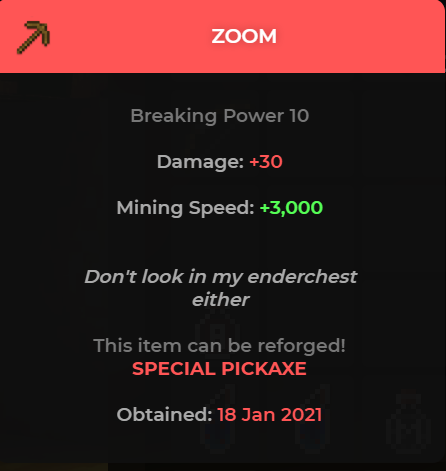 ZOOM
Breaking Power 10
Damage: +30
Mining Speed: +3,000
Don't look in my enderchest
either
This item can be reforged!
SPECIAL PICKAXE
Obtained: 18 Jan 2021